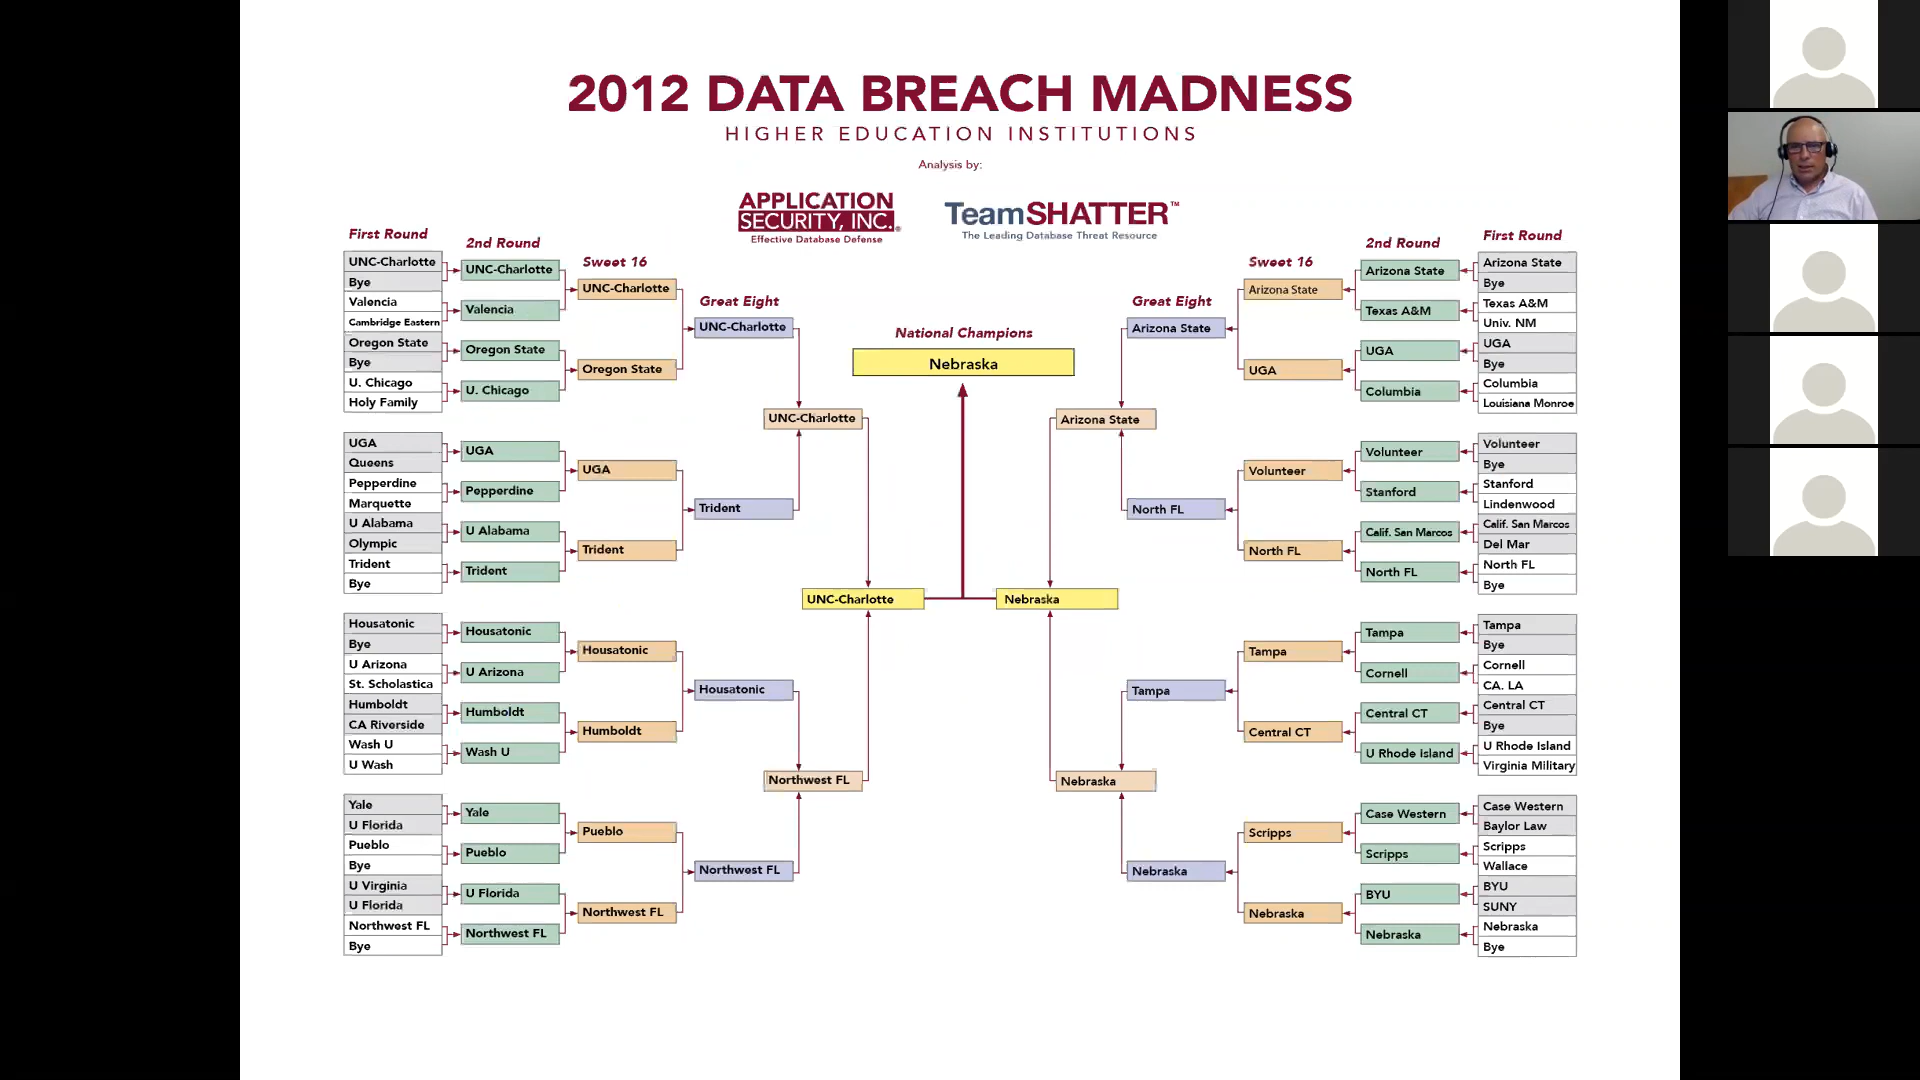 2012 DATA BREACH MADNESS
HIGHER EDUCATION INSTITUTIONS
Analysis by:
APPLICATION
SECURITY, INC.®
Effective Database Defense
TeamSHATTER™
The Leading Database Threat Resource
First Round
UNC-Charlotte
Bye
Valencia
Cambridge Eastern
Oregon State
Bye
U. Chicago
Holy Family
UGA
Queens
Pepperdine
Marquette
U Alabama
Olympic
Trident
Bye
Housatonic
Bye
U Arizona
St. Scholastica
Humboldt
CA Riverside
Wash U
U Wash
Yale
U Florida
Pueblo
Bye
U Virginia
U Florida
Northwest FL
Bye
2nd Round
UNC-Charlotte
Valencia
Oregon State
U. Chicago
UGA
Pepperdine
U Alabama
Trident
Housatonic
U Arizona
Humboldt
Wash U
Yale
Pueblo
U Florida
Northwest FL
Sweet 16
UNC-Charlotte
Oregon State
UGA
Trident
Housatonic
Humboldt
Pueblo
Northwest FL
Great Eight
UNC-Charlotte
Trident
Housatonic
Northwest FL
UNC-Charlotte
Northwest FL
UNC-Charlotte
National Champions
Nebraska
Nebraska
Arizona State
Nebraska
Great Eight
Arizona State
North FL
Tampa
Nebraska
Sweet 16
Arizona State
UGA
Volunteer
North FL
Tampa
Central CT
Scripps
Nebraska
2nd Round
Arizona State
Texas A&M
UGA
Columbia
Volunteer
Stanford
Calif. San Marcos
North FL
Tampa
Cornell
Central CT
U Rhode Island
Case Western
Scripps
BYU
Nebraska
First Round
Arizona State
Bye
Texas A&M
Univ. NM
UGA
Bye
Columbia
Louisiana Monroe
Volunteer
Bye
Stanford
Lindenwood
Calif. San Marcos
Del Mar
North FL
Bye
Tampa
Bye
Cornell
CA. LA
Central CT
Bye
U Rhode Island
Virginia Military
Case Western
Baylor Law
Scripps
Wallace
BYU
SUNY
Nebraska
Bye